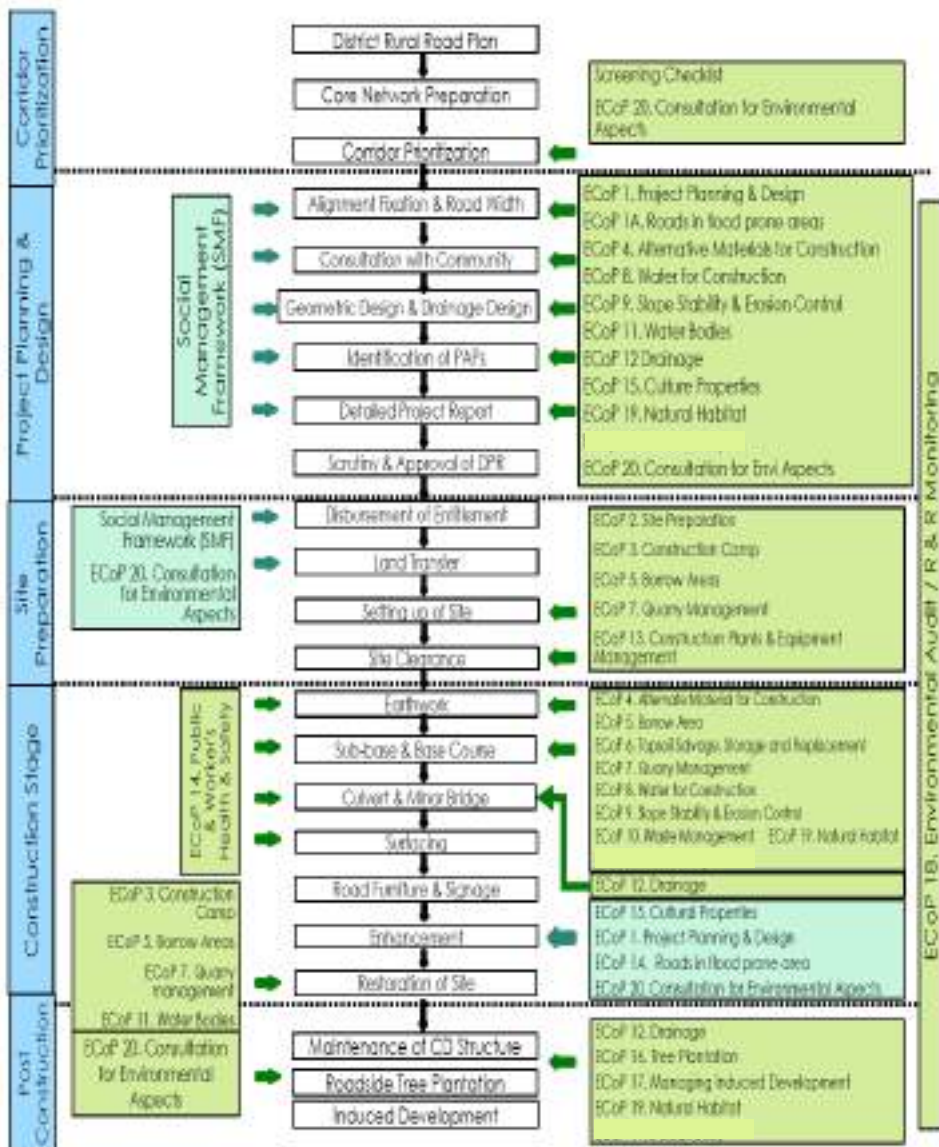 Corridor
Prioritization
District Rural Road Plan
Core Network Preparation
Corridor Prioritization
Screening Checklist
ECoP 20. Consultation for Environmental
Aspects
Project Planning &
Design
Social
Management
Framework (SMF)
Alignment Fixation & Road Width
Consultation with Community
Geometric Design & Drainage Design
Identification of PAPs
Detailed Project Report
Scrutiny & Approval of DPR
ECoP 1. Project Planning & Design
ECoP 1A. Roads in flood prone areas
ECoP 4. Alternative Materials for Construction
ECoP 8. Water for Construction
ECoP 9. Slope Stability & Erosion Control
ECoP 11. Water Bodies
ECoP 12 Drainage
ECoP 15. Culture Properties
ECoP 19. Natural Habitat
ECoP 20. Consultation for Envi Aspects
Site
Preparation
Social Management
Framework (SMF)
ECoP 20. Consultation
for Environmental
Aspects
Disbursement of Entitlement
Land Transfer
Setting up of Site
Site Clearance
ECoP 2. Site Preparation
ECoP 3. Construction Camp
ECoP 5. Borrow Areas
ECoP 7. Quarry Management
ECoP 13. Construction Plants & Equipment
Management
Construction Stage
ECoP 14. Public
& Worker's
Health & Safety
Earthwork
Sub-base & Base Course
Culvert & Minor Bridge
Surfacing
Road Furniture & Signage
Enhancement
Restoration of Site
ECoP 4. Alternate Material for Construction
ECoP 5. Borrow Area
ECoP 6. Topsoil Salvage, Storage and Replacement
ECoP 7. Quarry Management
ECoP 8. Water for Construction
ECoP 9. Slope Stability & Erosion Control
ECoP 10. Waste Management ECoP 19. Natural Habitat
ECoP 12. Drainage
ECoP 15. Cultural Properties
ECoP 1. Project Planning & Design
ECoP 1A. Roads in flood prone area
ECoP 20. Consultation for Environmental Aspects
ECoP 3. Construction
Camp
ECoP 5. Borrow Areas
ECoP 7. Quarry
management
ECoP 11. Water Bodies
ECoP 20. Consultation
for Environmental
Aspects
Post
Construction
Maintenance of CD Structure
Roadside Tree Plantation
Induced Development
ECoP 12. Drainage
ECoP 16. Tree Plantation
ECoP 17. Managing Induced Development
ECoP 19. Natural Habitat
ECoP 18. Environmental Audit / R & R Monitoring